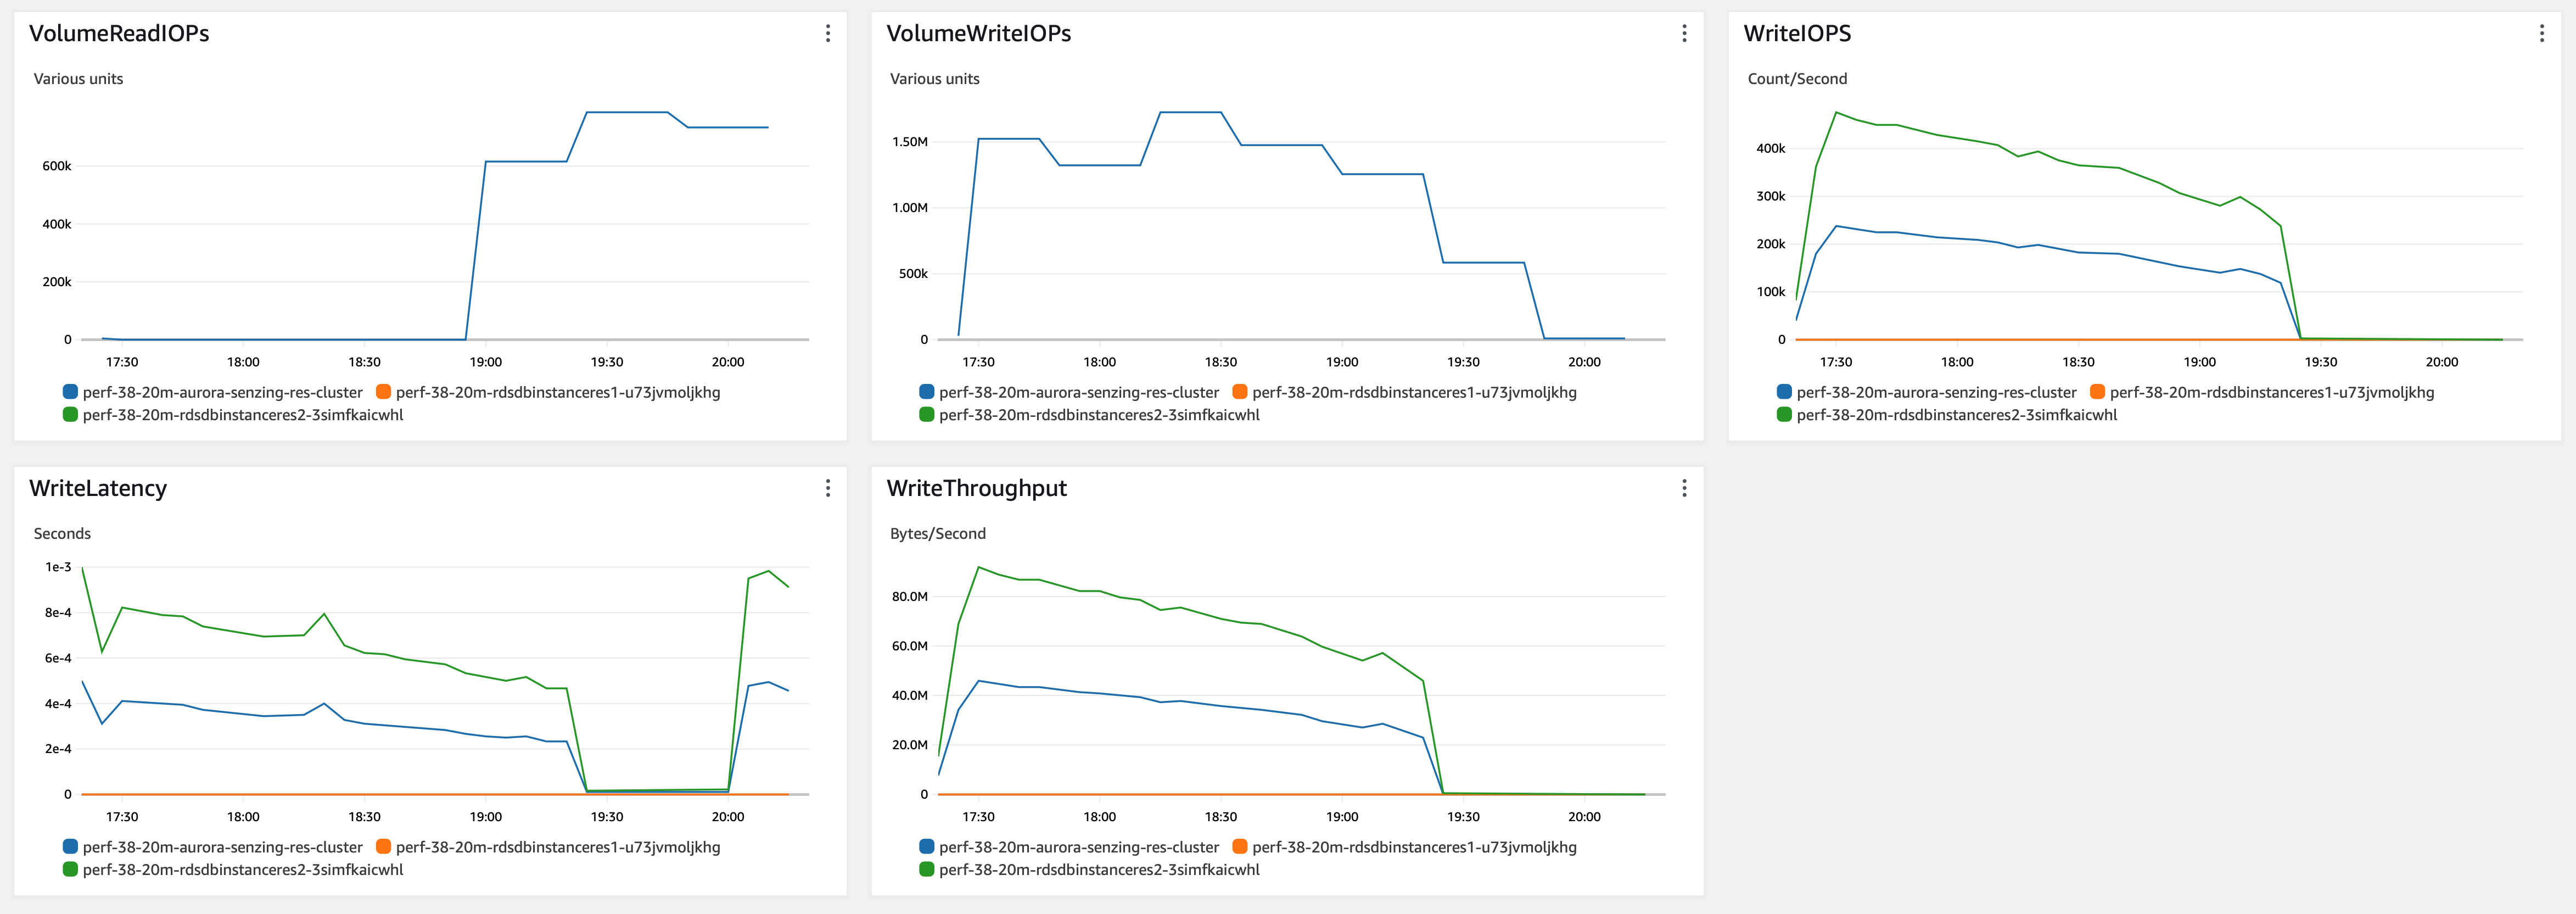 VolumeReadIOPs
Various units
600k
400k
200k
0
17:30 18:00 18:30 19:00 19:30 20:00
perf-38-20m-aurora-senzing-res-cluster perf-38-20m-rdsdbinstanceres1-u73jvmoljkhg
perf-38-20m-rdsdbinstanceres2-3simfkaicwhl
VolumeWriteIOPs
Various units
1.50M
1.00M
500k
0
17:30 18:00 18:30 19:00 19:30 20:00
perf-38-20m-aurora-senzing-res-cluster perf-38-20m-rdsdbinstanceres1-u73jvmoljkhg
perf-38-20m-rdsdbinstanceres2-3simfkaicwhl
WriteIOPS
Count/Second
400k
300k
200k
100k
0
17:30 18:00 18:30 19:00 19:30 20:00
perf-38-20m-aurora-senzing-res-cluster perf-38-20m-rdsdbinstanceres1-u73jvmoljkhg
perf-38-20m-rdsdbinstanceres2-3simfkaicwhl
WriteLatency
Seconds
1e-3
8e-4
6e-4
4e-4
2e-4
0
17:30 18:00 18:30 19:00 19:30 20:00
perf-38-20m-aurora-senzing-res-cluster perf-38-20m-rdsdbinstanceres1-u73jvmoljkhg
perf-38-20m-rdsdbinstanceres2-3simfkaicwhl
WriteThroughput
Bytes/Second
80.0M
60.0M
40.0M
20.0M
0
17:30 18:00 18:30 19:00 19:30 20:00
perf-38-20m-aurora-senzing-res-cluster perf-38-20m-rdsdbinstanceres1-u73jvmoljkhg
perf-38-20m-rdsdbinstanceres2-3simfkaicwhl